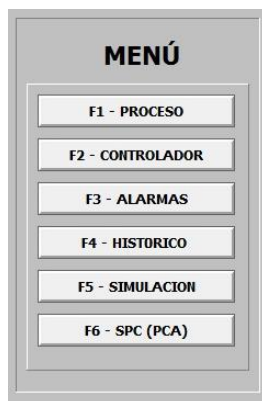 MENÚ
F1 - PROCESO
F2 - CONTROLADOR
F3 - ALARMAS
F4 - HISTORICO
F5 - SIMULACION
F6 - SPC (PCA)